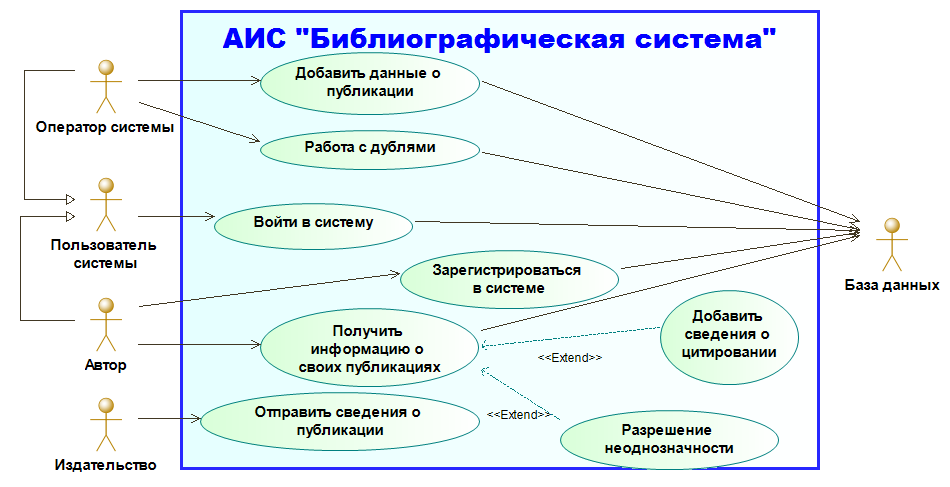 АИС "Библиографическая система"
Добавить данные о
публикации
Оператор системы
Работа с дублями
Войти в систему
Пользователь
системы
Зарегистрироваться
в системе
База данных
Добавить
сведения о
цитировании
Получить
информацию о
своих публикациях
<<Extend>>
Автор
Отправить сведения о
публикации
<<Extend>>
Разрешение
неоднозначности
Издательство